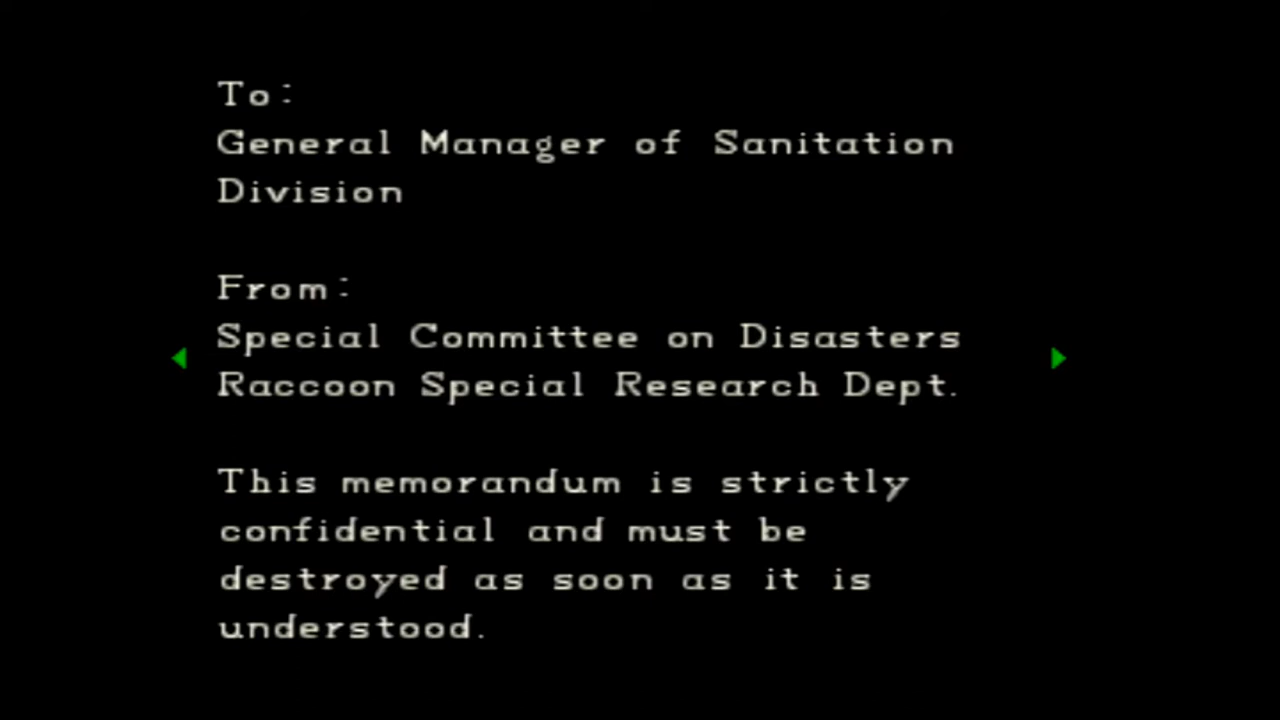 To:
General Manager of Sanitation
Division
From:
Special Committee on Disasters
Raccoon Special Research Dept.
This memorandum is strictly
confidential and must be
destroyed as soon as it is
understood.